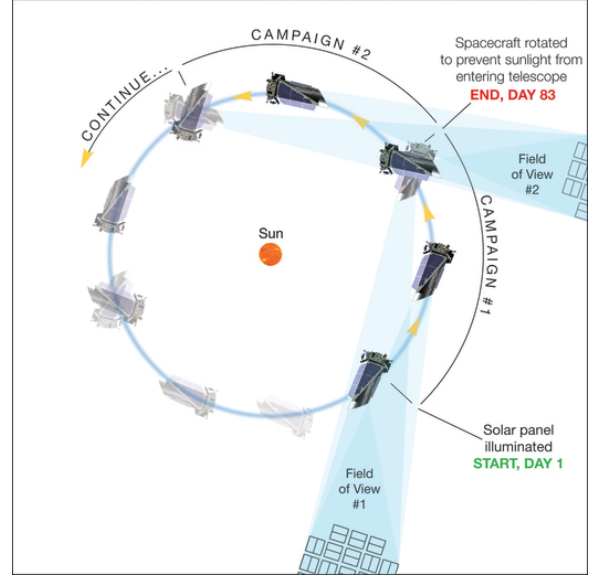 CAMPAIGN #2
Spacecraft rotated
to prevent sunlight from
entering telescope
END, DAY 83
CONTINUE...
Field
of View
#2
CAMPAIGN #1
Sun
Solar panel
illuminated
START, DAY 1
Field
of View
#1